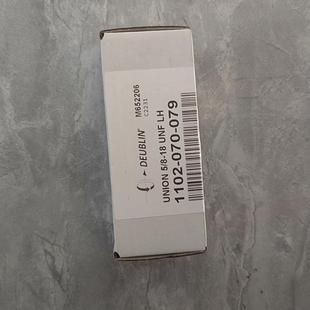 DEUBLIN
M652206
C2231
UNION 5/8-18 UNF LH
1102-070-079